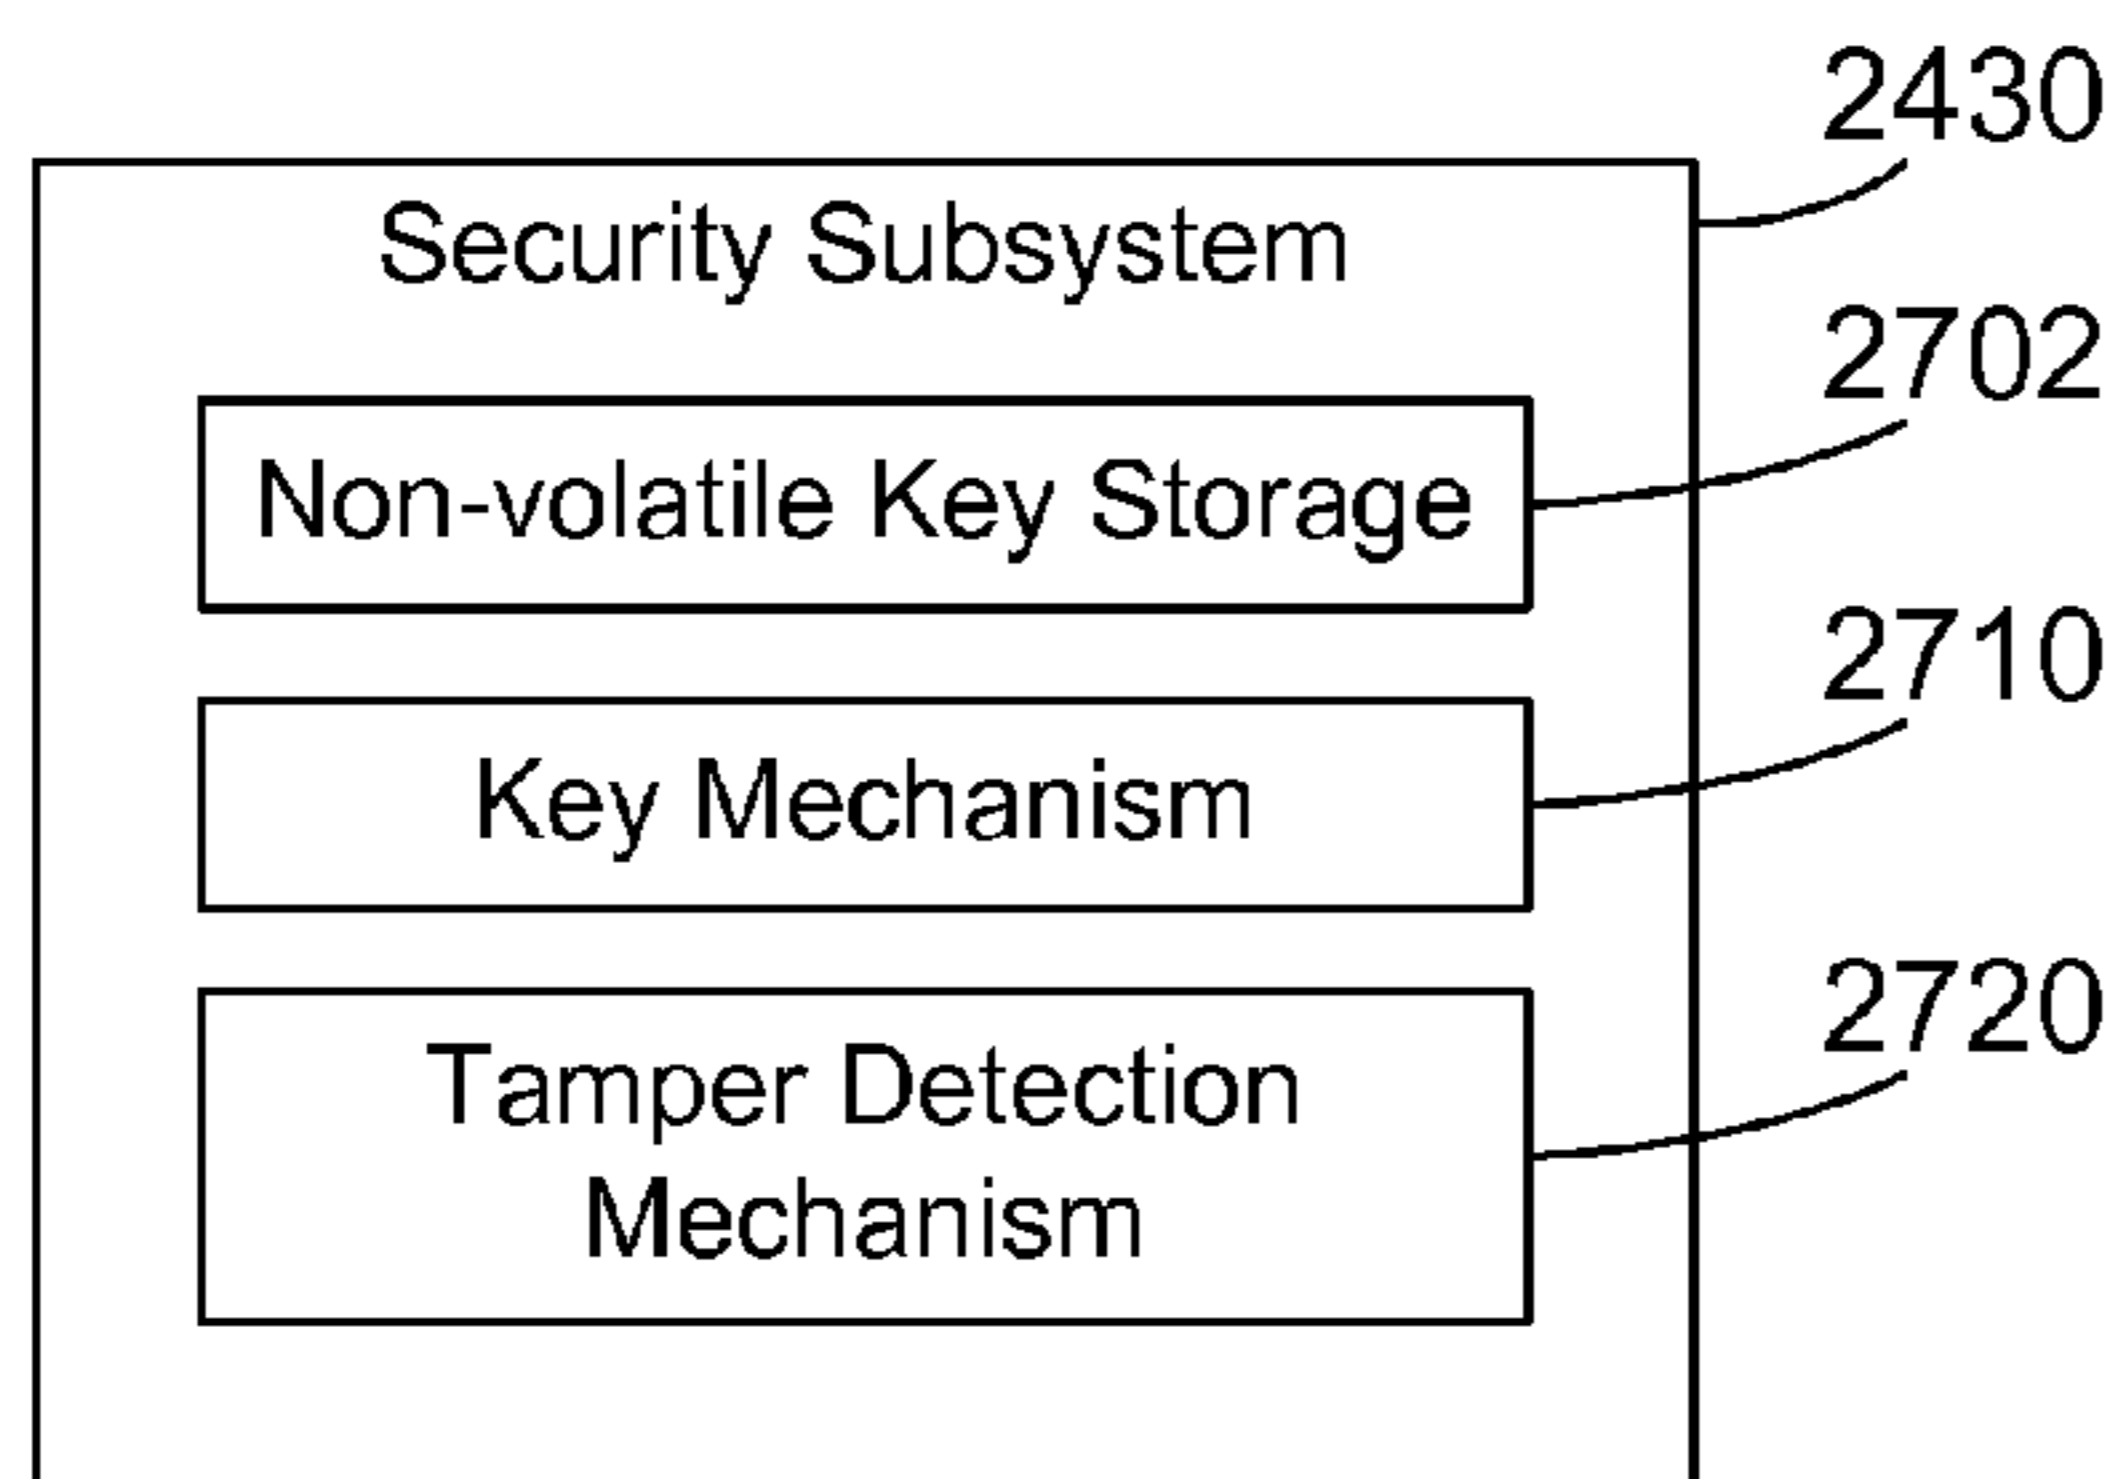 2430
Security Subsystem
2702
Non-volatile Key Storage
2710
Key Mechanism
2720
Tamper Detection
Mechanism